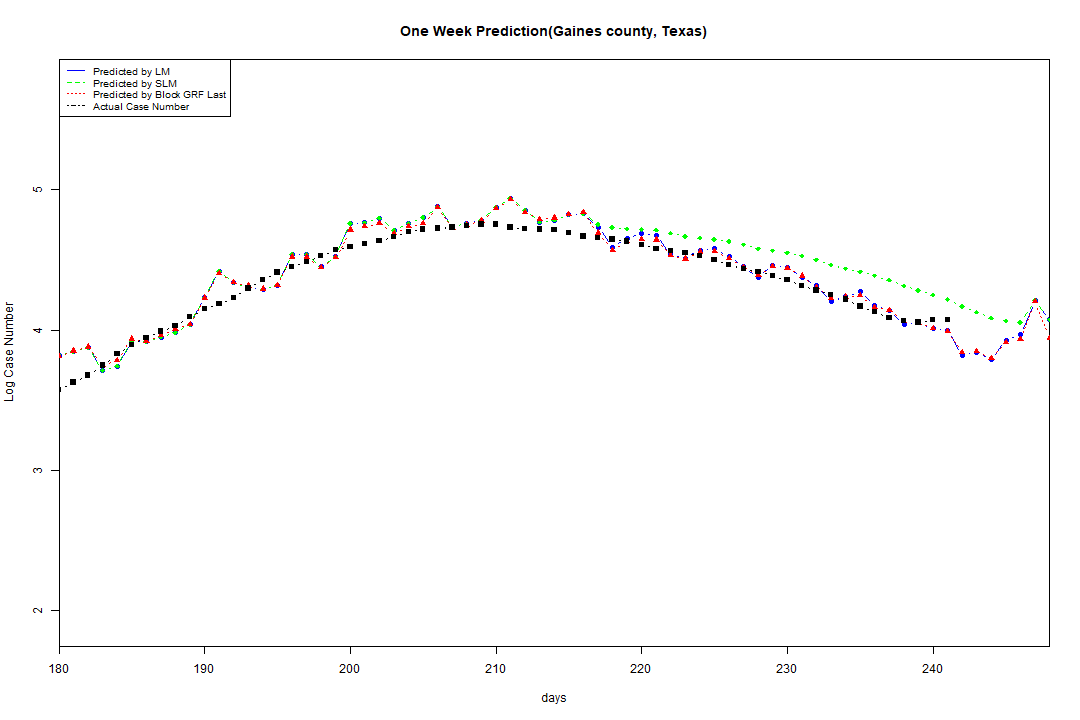 One Week Prediction(Gaines county, Texas)
Predicted by LM
Predicted by SLM
Predicted by Block GRF Last
Actual Case Number
5
4
3
2
Log Case Number
180 190 200 210 220 230 240
days